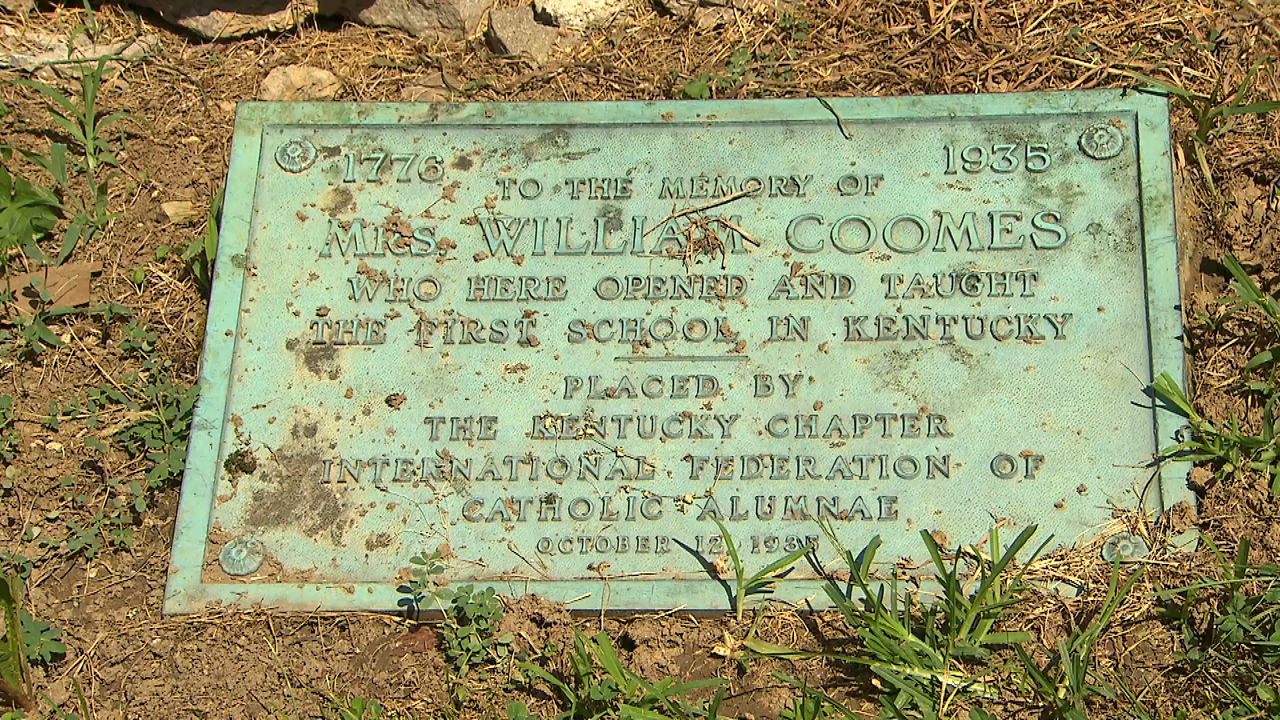 1776 1935
TO THE MEMORY OF
MRS. WILLIAM COOMES
WHO HERE OPENED AND TAUGHT
THE FIRST SCHOOL IN KENTUCKY
PLACED BY
THE KENTUCKY CHAPTER
INTERNATIONAL FEDERATION OF
CATHOLIC ALUMNAE
OCTOBER 12, 1935